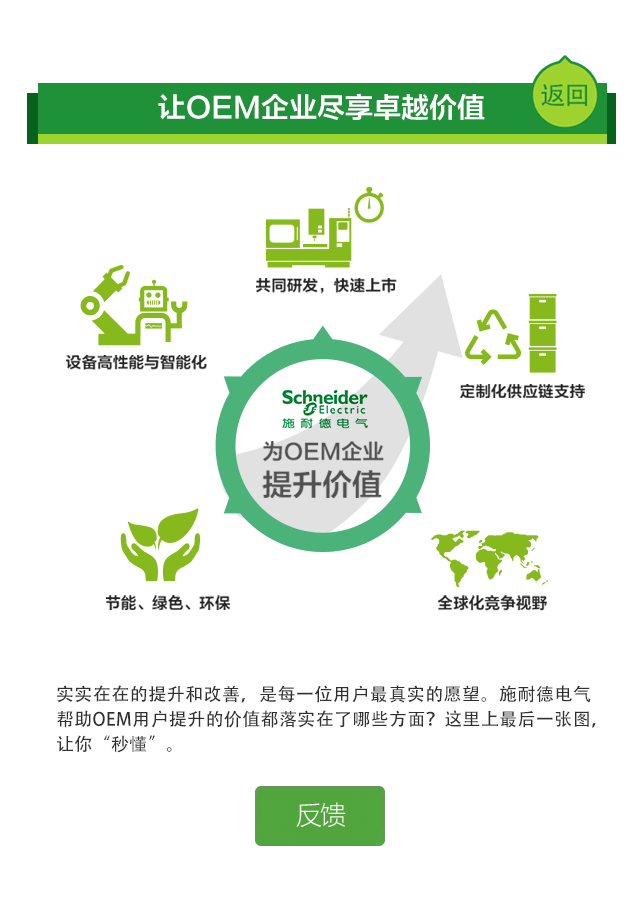 让OEM企业尽享卓越价值
返回
共同研发，快速上市
设备高性能与智能化
定制化供应链支持
Schneider
Electric
施耐德电气
为OEM企业
提升价值
节能、绿色、环保
全球化竞争视野
实实在在的提升和改善，是每一位用户最真实的愿望。施耐德电气
帮助OEM用户提升的价值都落实在了哪些方面？这里上最后一张图，
让你“秒懂”。
反馈